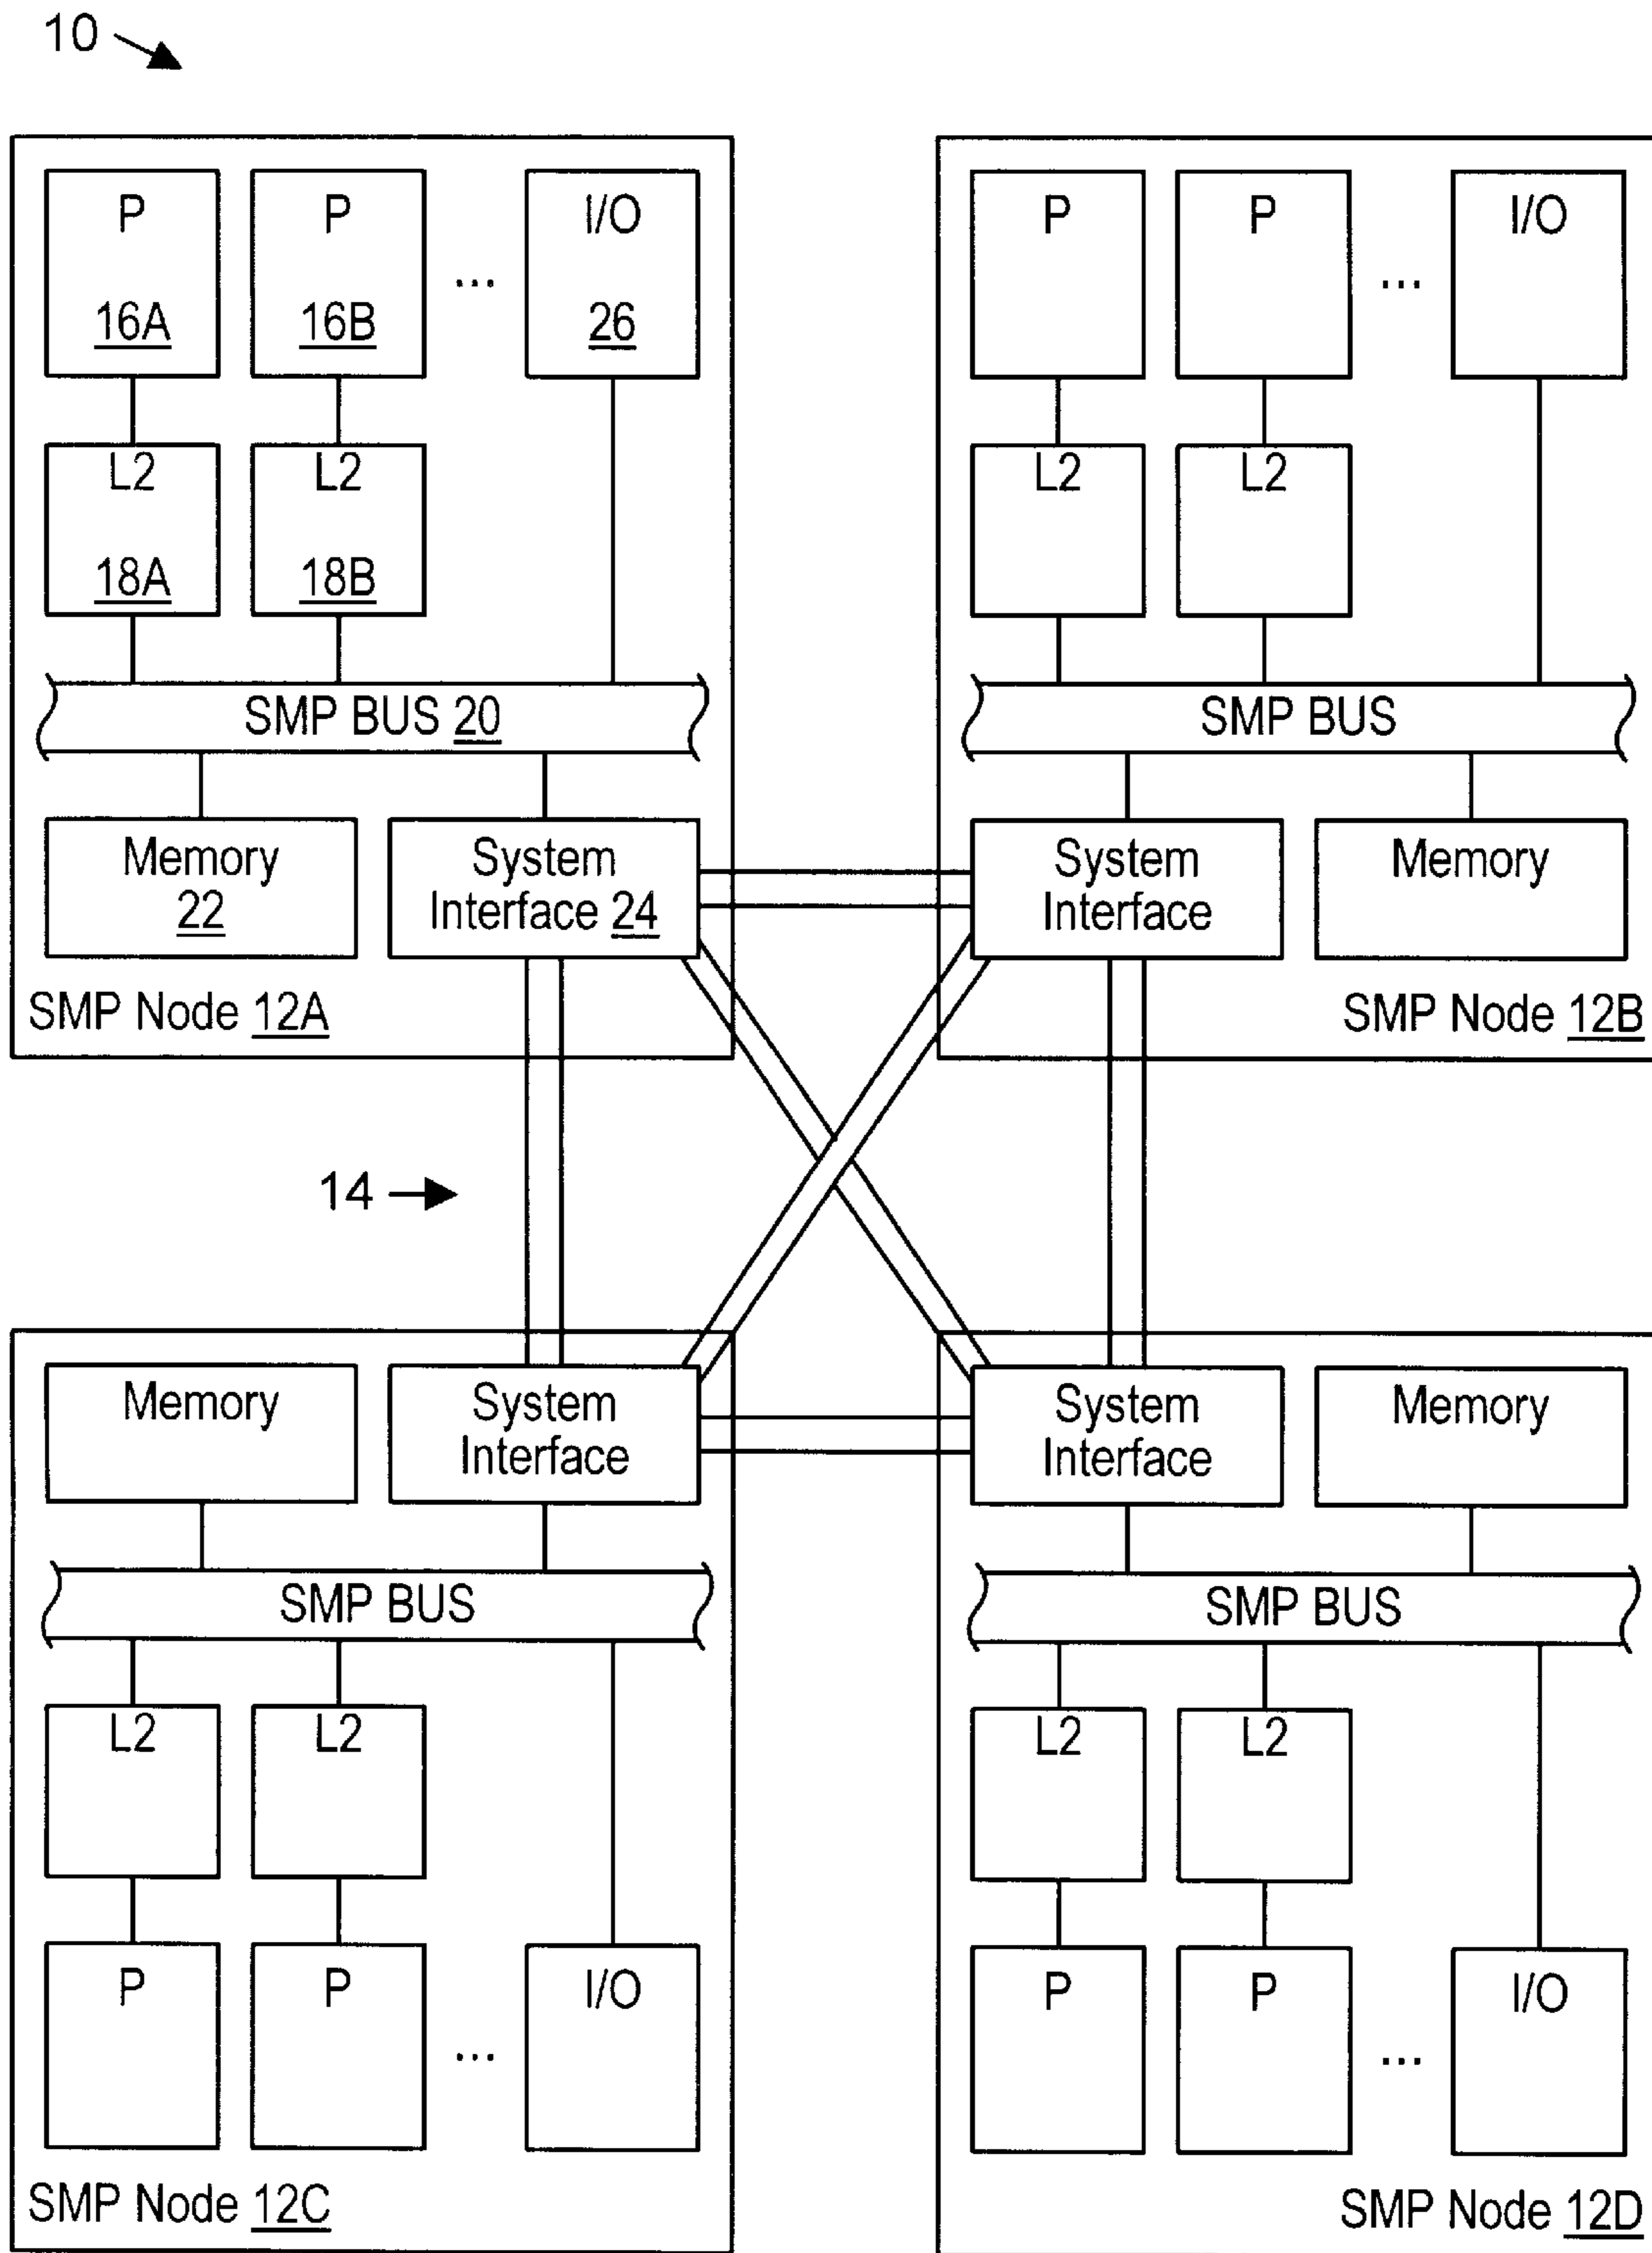 10
P P I/O
16A 16B ... 26
L2 L2
18A 18B
SMP BUS 20
Memory 22
System Interface 24
SMP Node 12A
P P ... I/O
L2 L2
SMP BUS
System Interface
Memory
SMP Node 12B
14
Memory
System Interface
SMP BUS
L2 L2
P P ... I/O
SMP Node 12C
System Interface
Memory
SMP BUS
L2 L2
P P ... I/O
SMP Node 12D